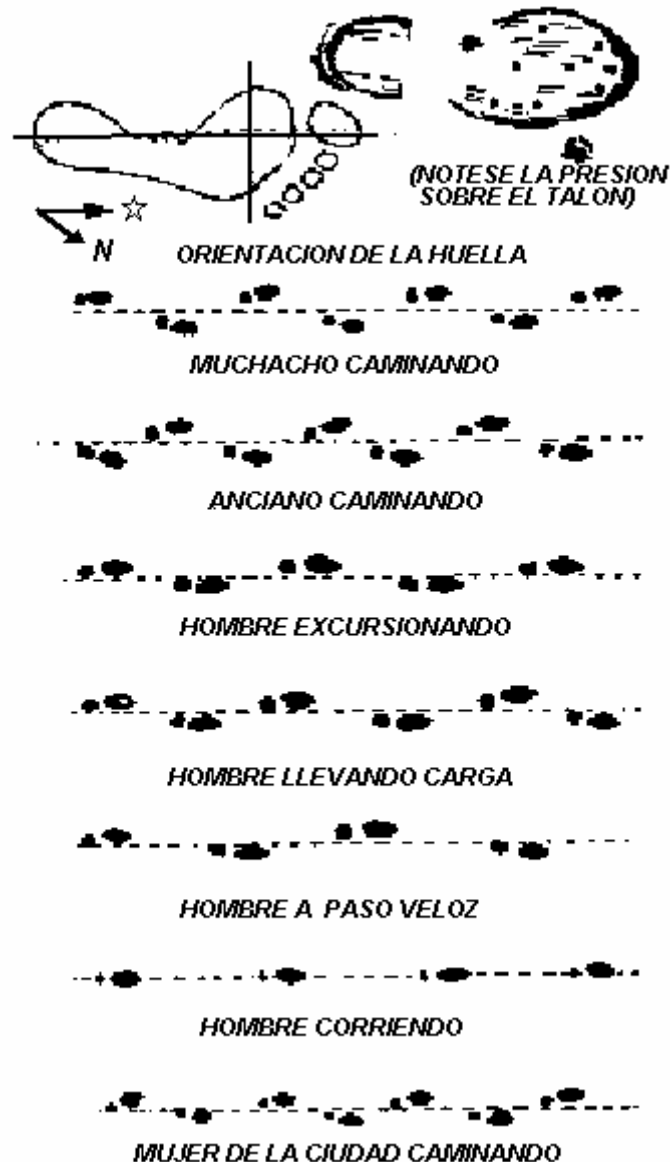 (NOTESE LA PRESION
SOBRE EL TALON)
N
ORIENTACION DE LA HUELLA
MUCHACHO CAMINANDO
ANCIANO CAMINANDO
HOMBRE EXCURSIONANDO
HOMBRE LLEVANDO CARGA
HOMBRE A PASO VELOZ
HOMBRE CORRIENDO
MUJER DE LA CIUDAD CAMINANDO